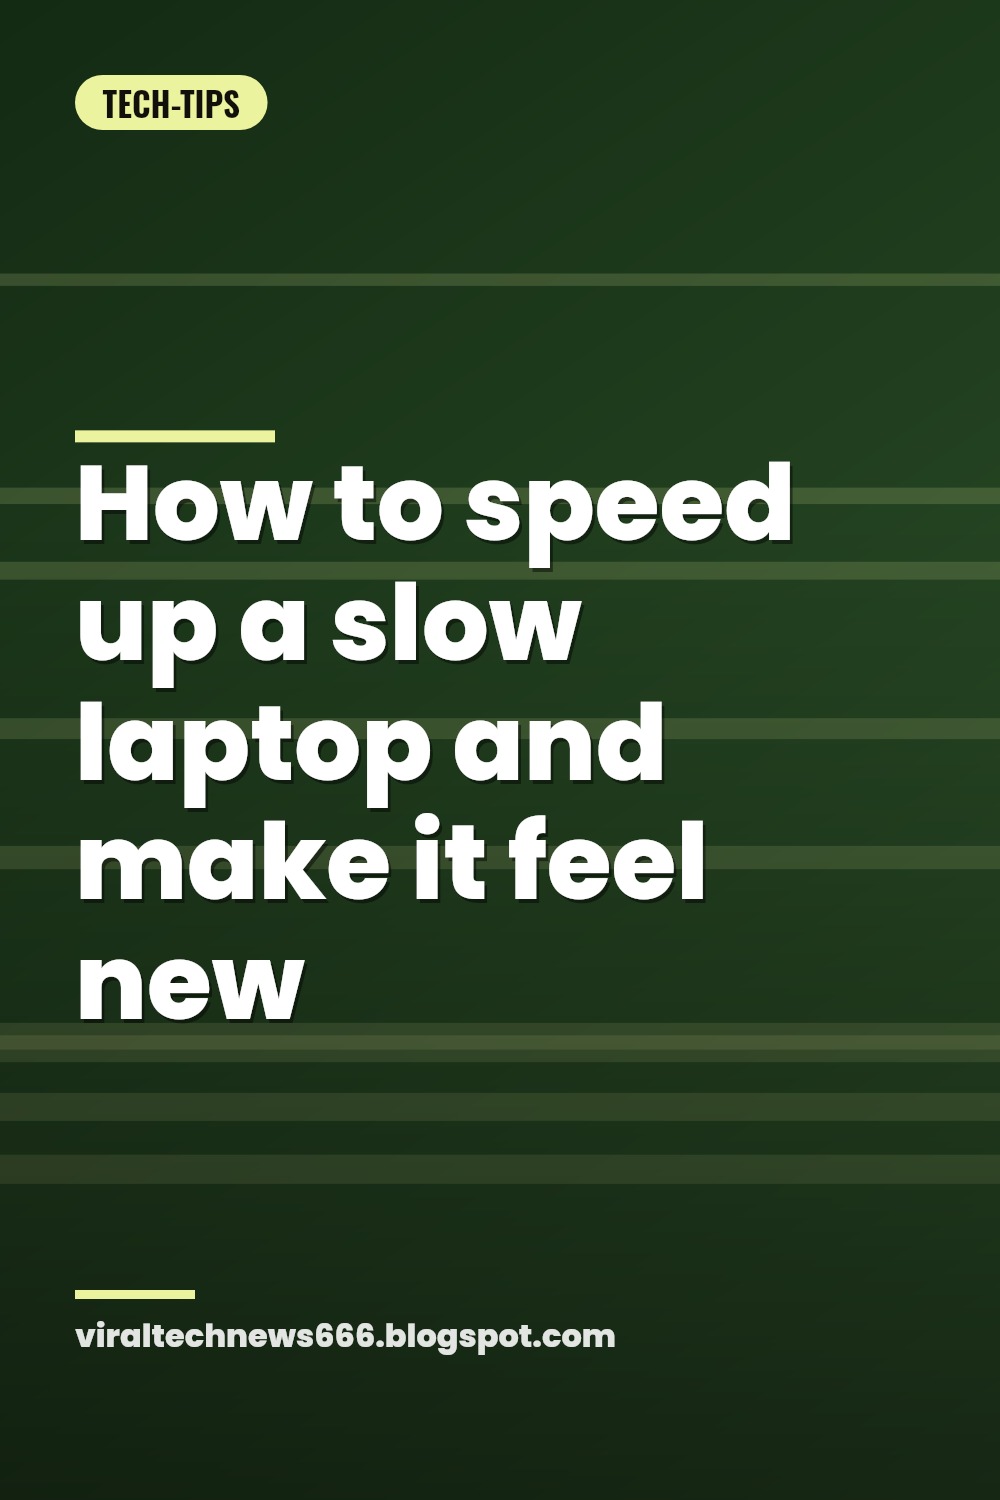 TECH-TIPS
How to speed
up a slow
laptop and
make it feel
new
viraltechnews666.blogspot.com